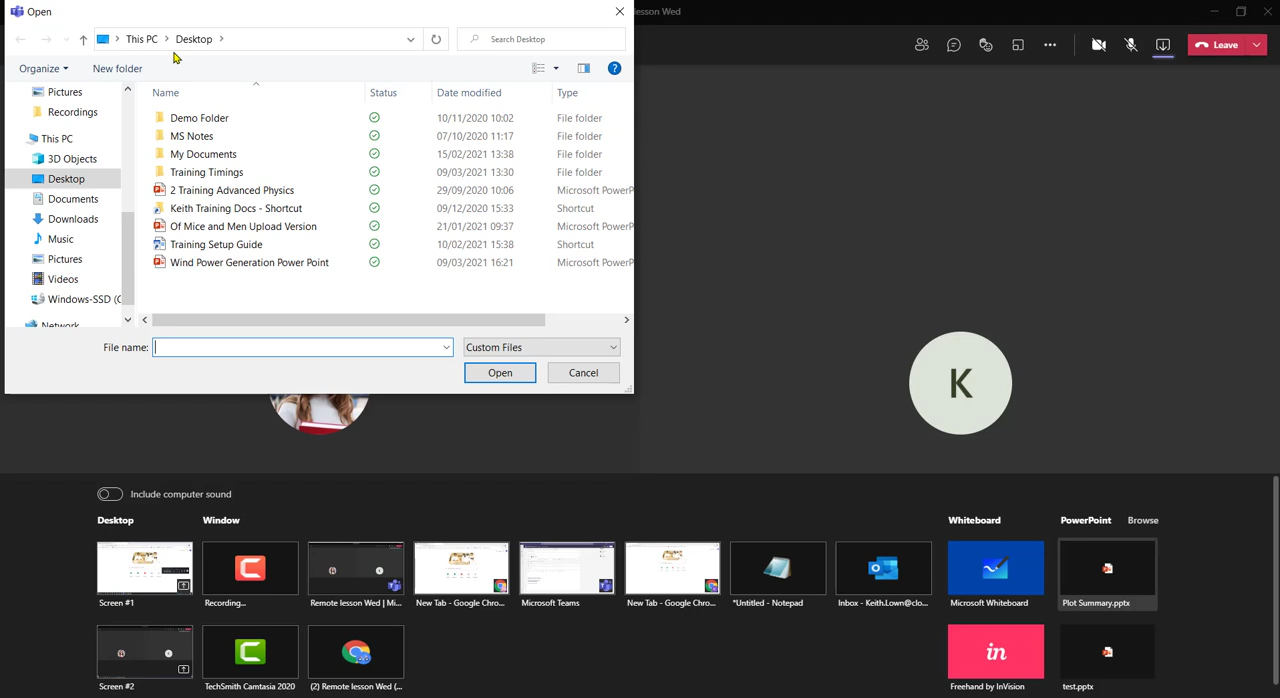 Open
lesson Wed
This PC > Desktop >
Search Desktop
Leave
Organize
New folder
Name Status Date modified Type
Pictures
Recordings
This PC
3D Objects
Desktop
Documents
Downloads
Music
Pictures
Videos
Windows-SSD (C
Network
Demo Folder 10/11/2020 10:02 File folder
MS Notes 07/10/2020 11:17 File folder
My Documents 15/02/2021 13:38 File folder
Training Timings 09/03/2021 13:30 File folder
2 Training Advanced Physics 29/09/2020 10:06 Microsoft PowerP
Keith Training Docs - Shortcut 09/12/2020 15:33 Shortcut
Of Mice and Men Upload Version 21/01/2021 09:37 Microsoft PowerP
Training Setup Guide 10/02/2021 15:38 Shortcut
Wind Power Generation Power Point 09/03/2021 16:21 Microsoft PowerP
File name: Custom Files
Open Cancel
K
Include computer sound
Desktop Window Whiteboard PowerPoint Browse
Screen #1 Recording... Remote lesson Wed | Mi... New Tab - Google Chro... Microsoft Teams New Tab - Google Chro... *Untitled - Notepad Inbox - Keith.Lown@clo... Microsoft Whiteboard Plot Summary.pptx
in
Screen #2 TechSmith Camtasia 2020 (2) Remote lesson Wed (... Freehand by InVision test.pptx